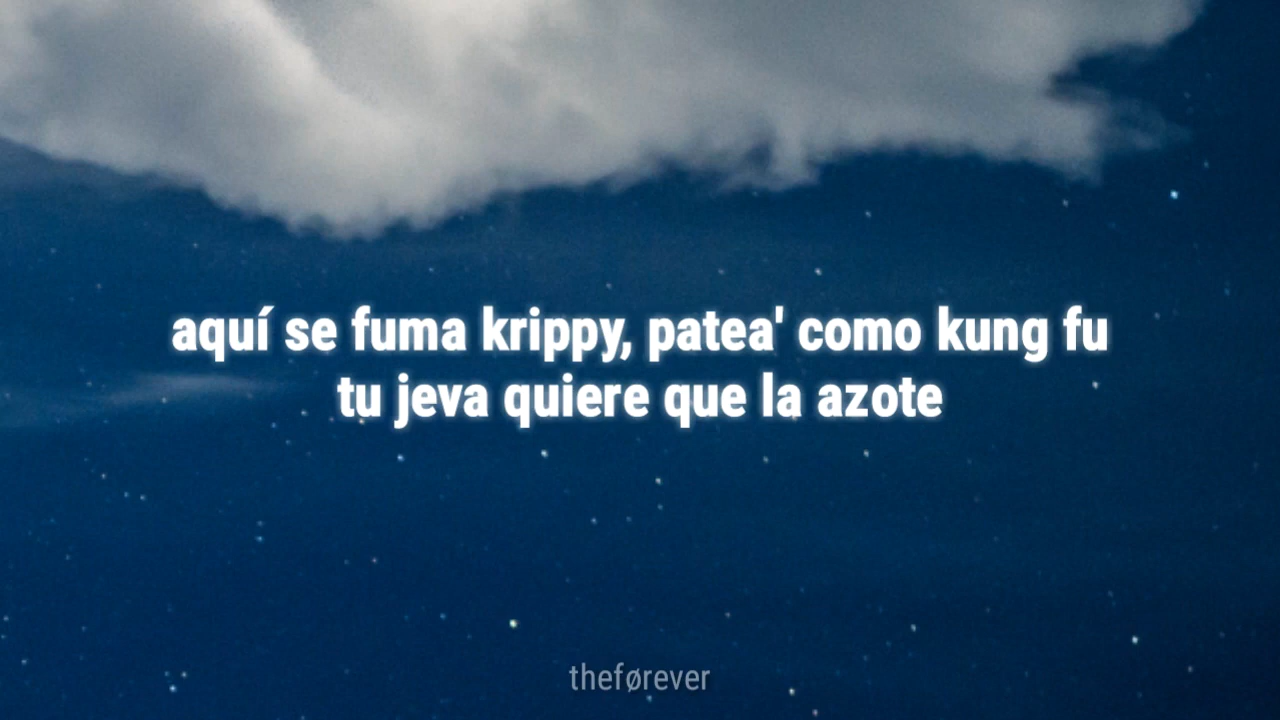 aquí se fuma krippy, patea' como kung fu
tu jeva quiere que la azote
theførever